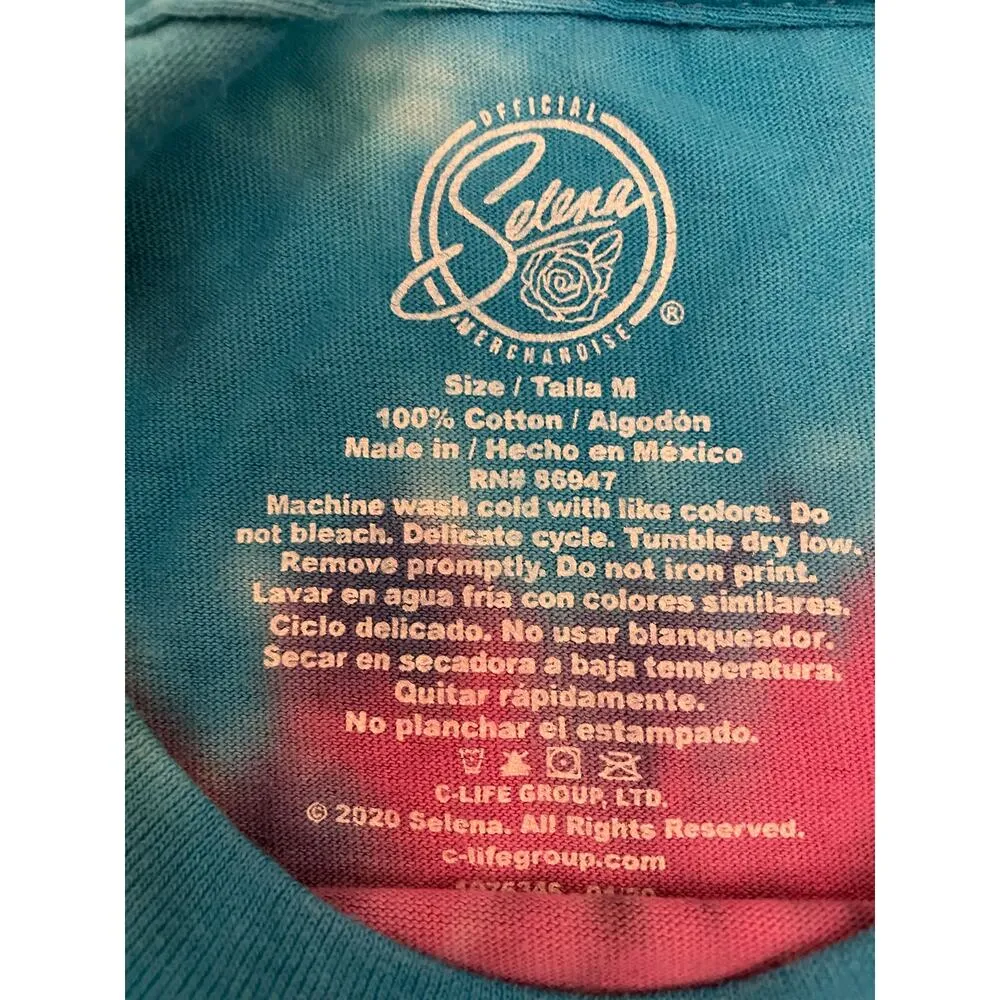 OFFICIAL
Selena
®
MERCHANDISE
Size / Talla M
100% Cotton / Algodón
Made in / Hecho en México
RN# 86947
Machine wash cold with like colors. Do
not bleach. Delicate cycle. Tumble dry low.
Remove promptly. Do not iron print.
Lavar en agua fría con colores similares.
Ciclo delicado. No usar blanqueador.
Secar en secadora a baja temperatura.
Quitar rápidamente.
No planchar el estampado.
C-LIFE GROUP, LTD.
© 2020 Selena. All Rights Reserved.
c-lifegroup.com